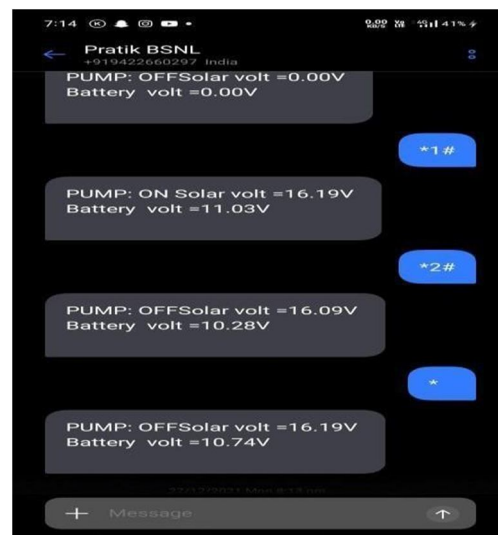 7:14
0.00
KB/S
4G
41%
Pratik BSNL
+919422660297 India
PUMP: OFFSolar volt =0.00V
Battery volt =0.00V
*1#
PUMP: ON Solar volt =16.19V
Battery volt =11.03V
*2#
PUMP: OFFSolar volt =16.09V
Battery volt =10.28V
*
PUMP: OFFSolar volt =16.19V
Battery volt =10.74V
Message